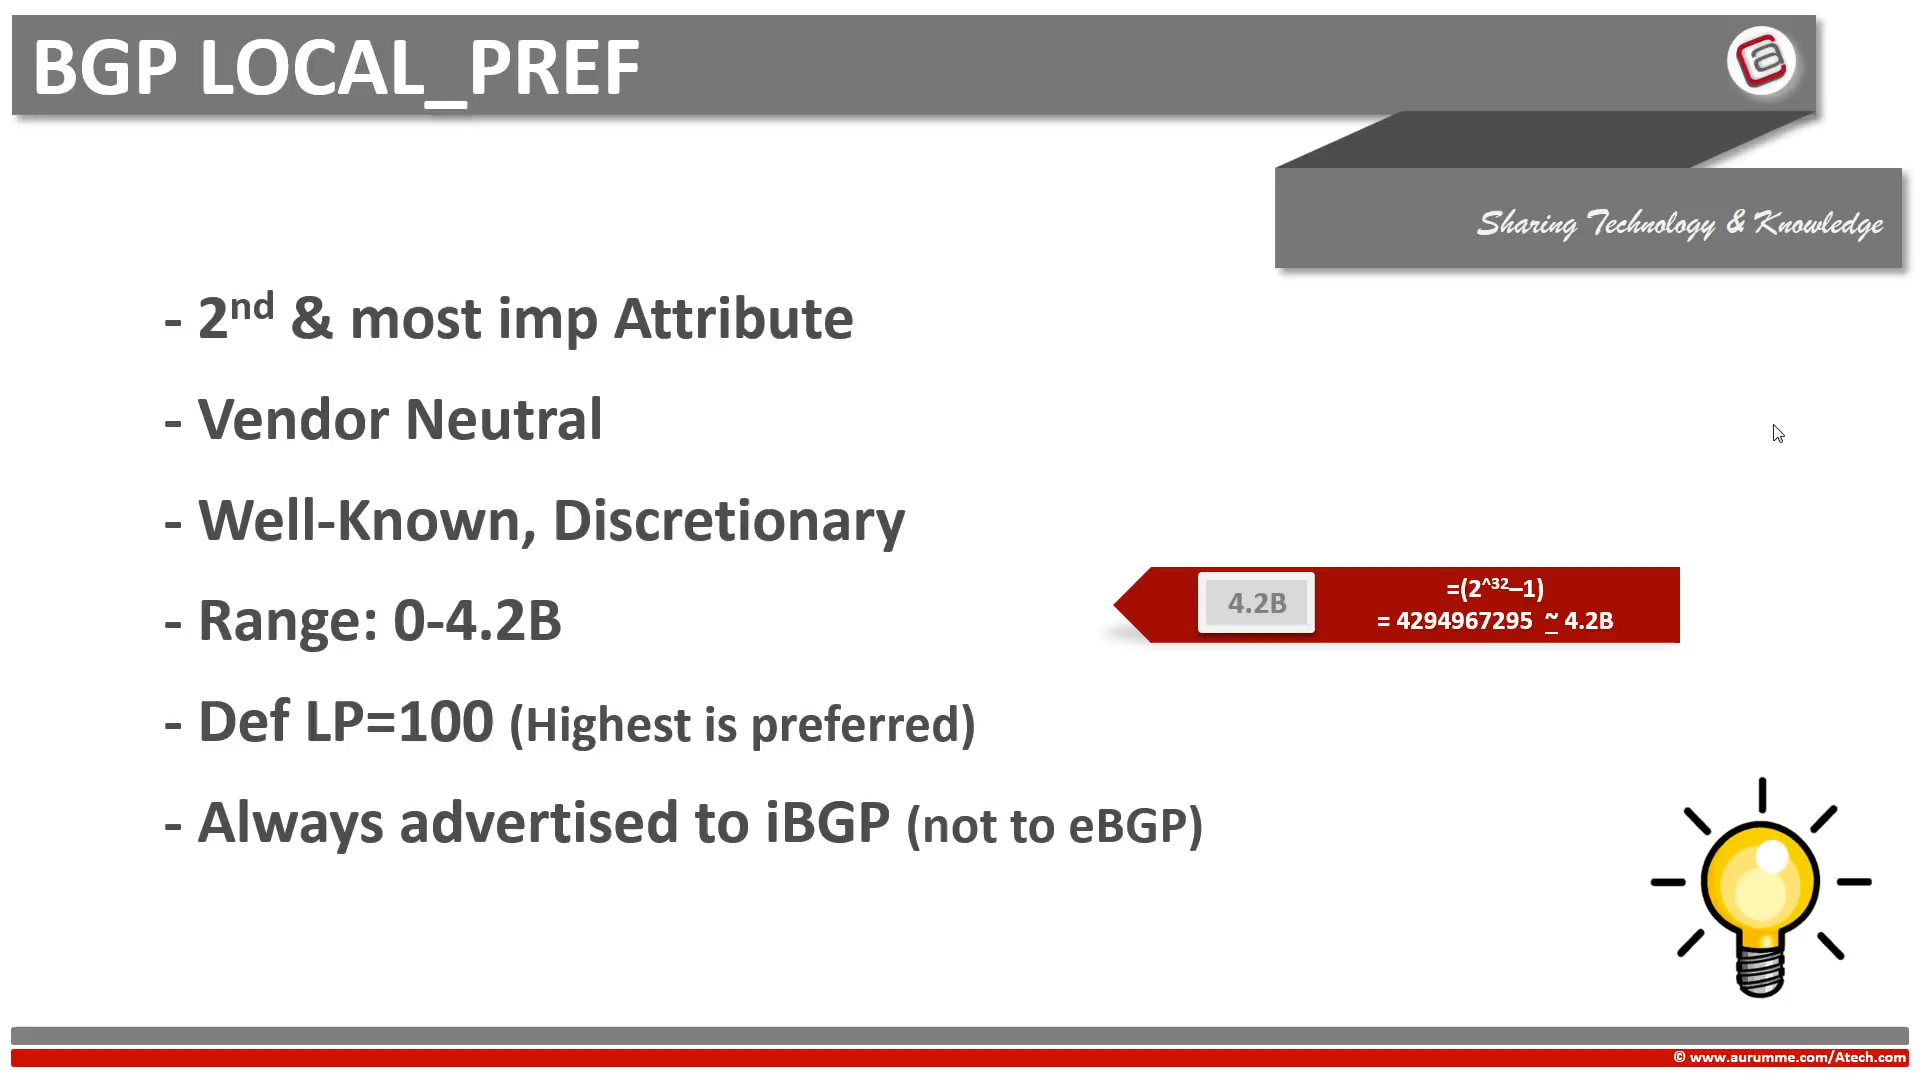 BGP LOCAL_PREF
Sharing Technology & Knowledge
- 2nd & most imp Attribute
- Vendor Neutral
- Well-Known, Discretionary
- Range: 0-4.2B
4.2B
=(2^32–1)
= 4294967295 ~ 4.2B
- Def LP=100 (Highest is preferred)
- Always advertised to iBGP (not to eBGP)
© www.aurumme.com/Atech.com